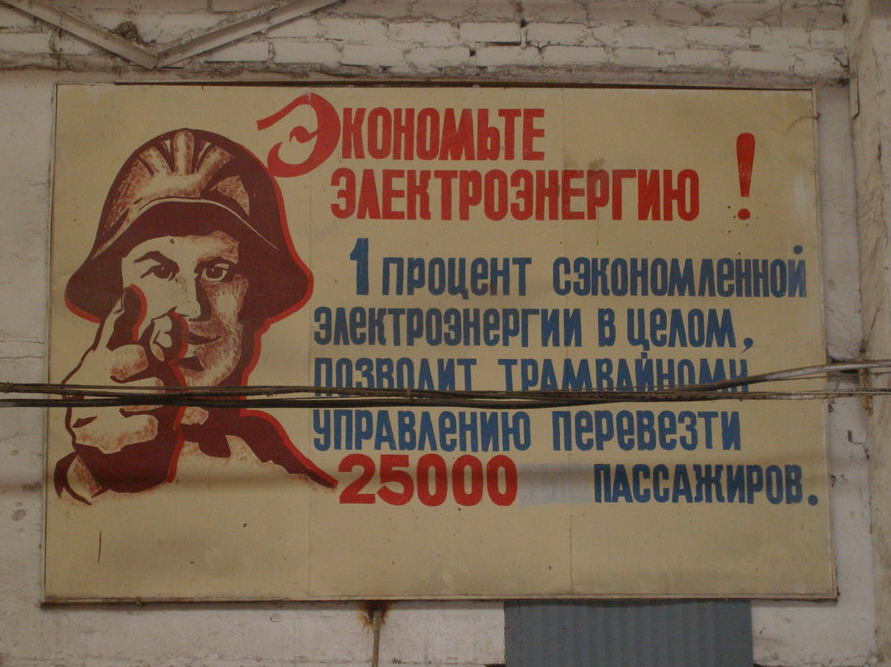 Экономьте
электроэнергию!
1 процент сэкономленной
электроэнергии в целом,
позволит трамвайному
управлению перевезти
25000 пассажиров.